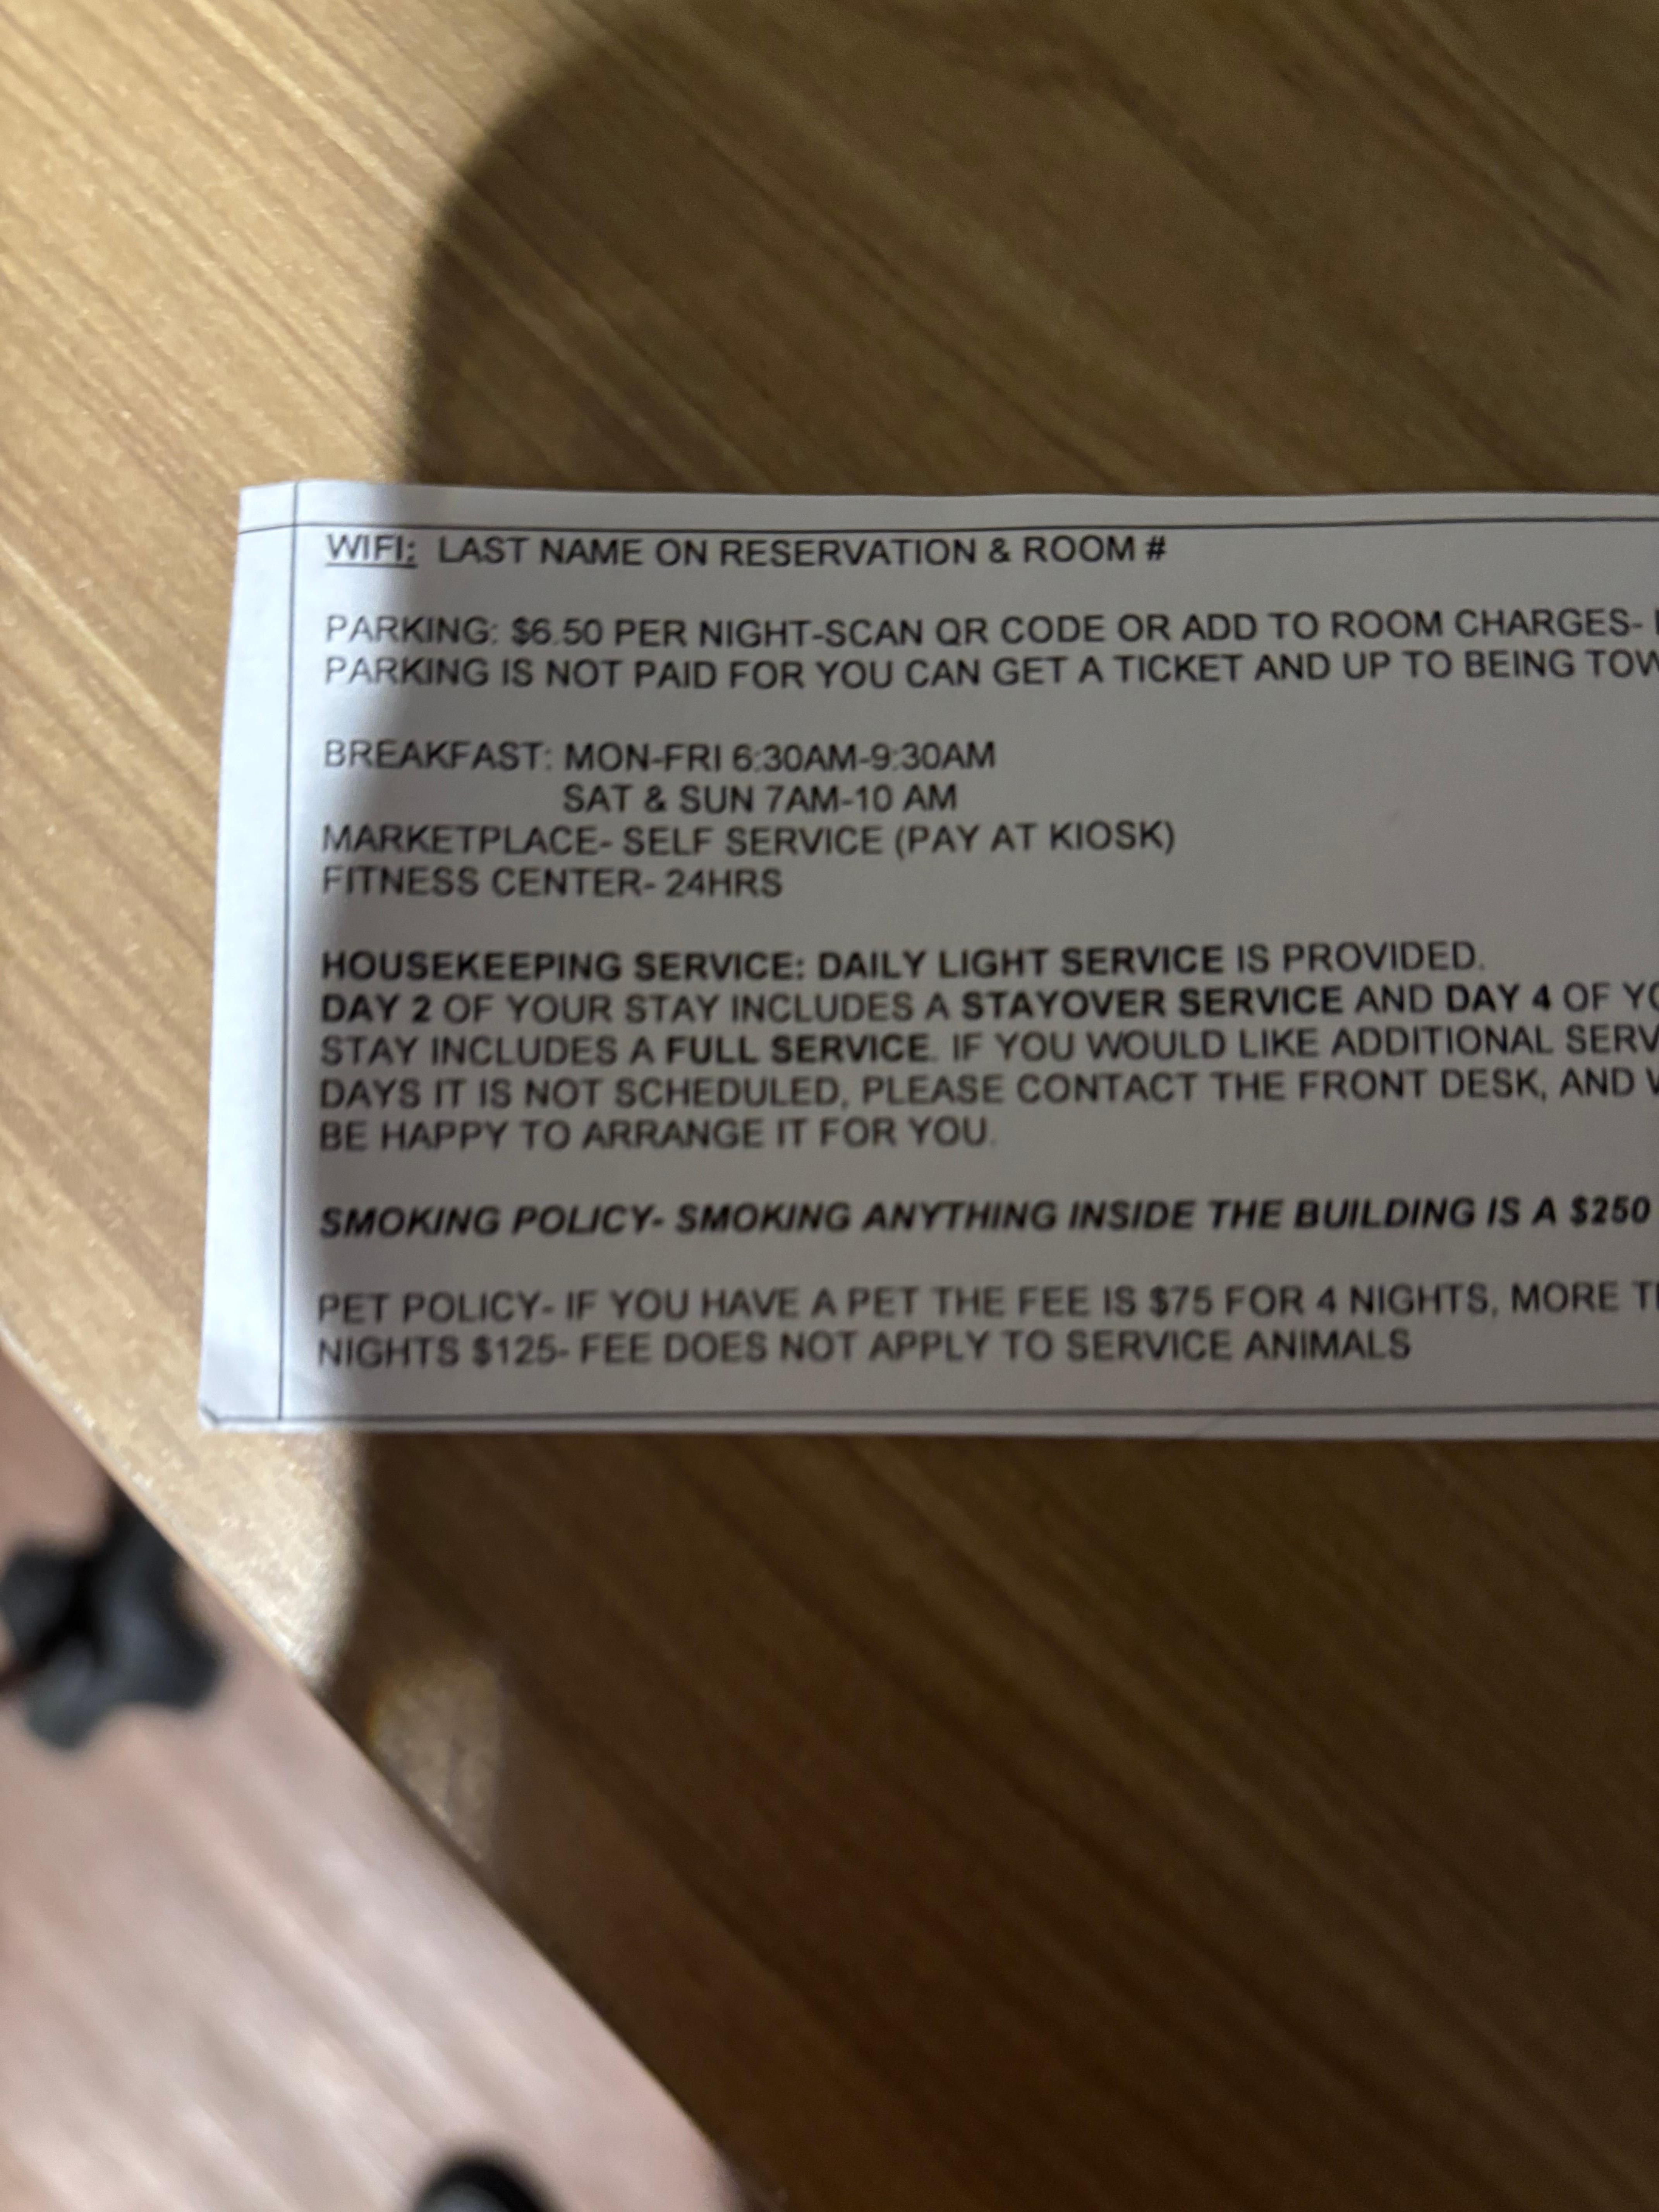 WIFI: LAST NAME ON RESERVATION & ROOM #
PARKING: $6.50 PER NIGHT-SCAN QR CODE OR ADD TO ROOM CHARGES-
PARKING IS NOT PAID FOR YOU CAN GET A TICKET AND UP TO BEING
BREAKFAST: MON-FRI 6:30AM-9:30AM
SAT & SUN 7AM-10 AM
MARKETPLACE- SELF SERVICE (PAY AT KIOSK)
FITNESS CENTER- 24HRS
HOUSEKEEPING SERVICE: DAILY LIGHT SERVICE IS PROVIDED.
DAY 2 OF YOUR STAY INCLUDES A STAYOVER SERVICE AND DAY 4 OF
STAY INCLUDES A FULL SERVICE. IF YOU WOULD LIKE ADDITIONAL
DAYS IT IS NOT SCHEDULED, PLEASE CONTACT THE FRONT DESK, AND
BE HAPPY TO ARRANGE IT FOR YOU.
SMOKING POLICY- SMOKING ANYTHING INSIDE THE BUILDING IS A $250
PET POLICY- IF YOU HAVE A PET THE FEE IS $75 FOR 4 NIGHTS, MORE
NIGHTS $125- FEE DOES NOT APPLY TO SERVICE ANIMALS